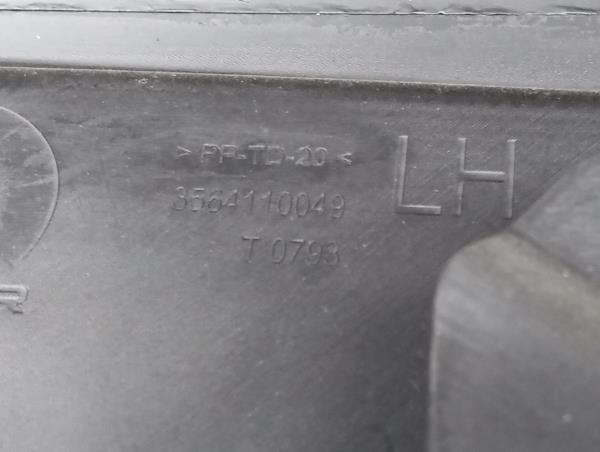 > PP-TD-20 <
LH
3564110049
T 0793
R